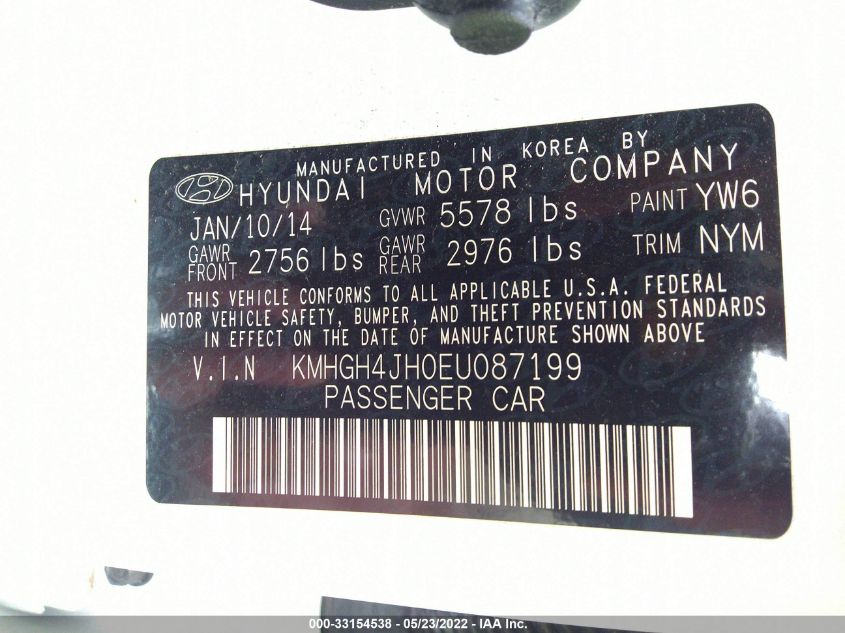 MANUFACTURED IN KOREA BY
HYUNDAI MOTOR COMPANY
JAN/10/14 GVWR 5578 lbs PAINT YW6
GAWR FRONT 2756 lbs GAWR REAR 2976 lbs TRIM NYM
THIS VEHICLE CONFORMS TO ALL APPLICABLE U.S.A. FEDERAL
MOTOR VEHICLE SAFETY, BUMPER, AND THEFT PREVENTION STANDARDS
IN EFFECT ON THE DATE OF MANUFACTURE SHOWN ABOVE
V.I.N KMHGH4JH0EU087199
PASSENGER CAR
000-33154538 - 05/23/2022 - IAA Inc.